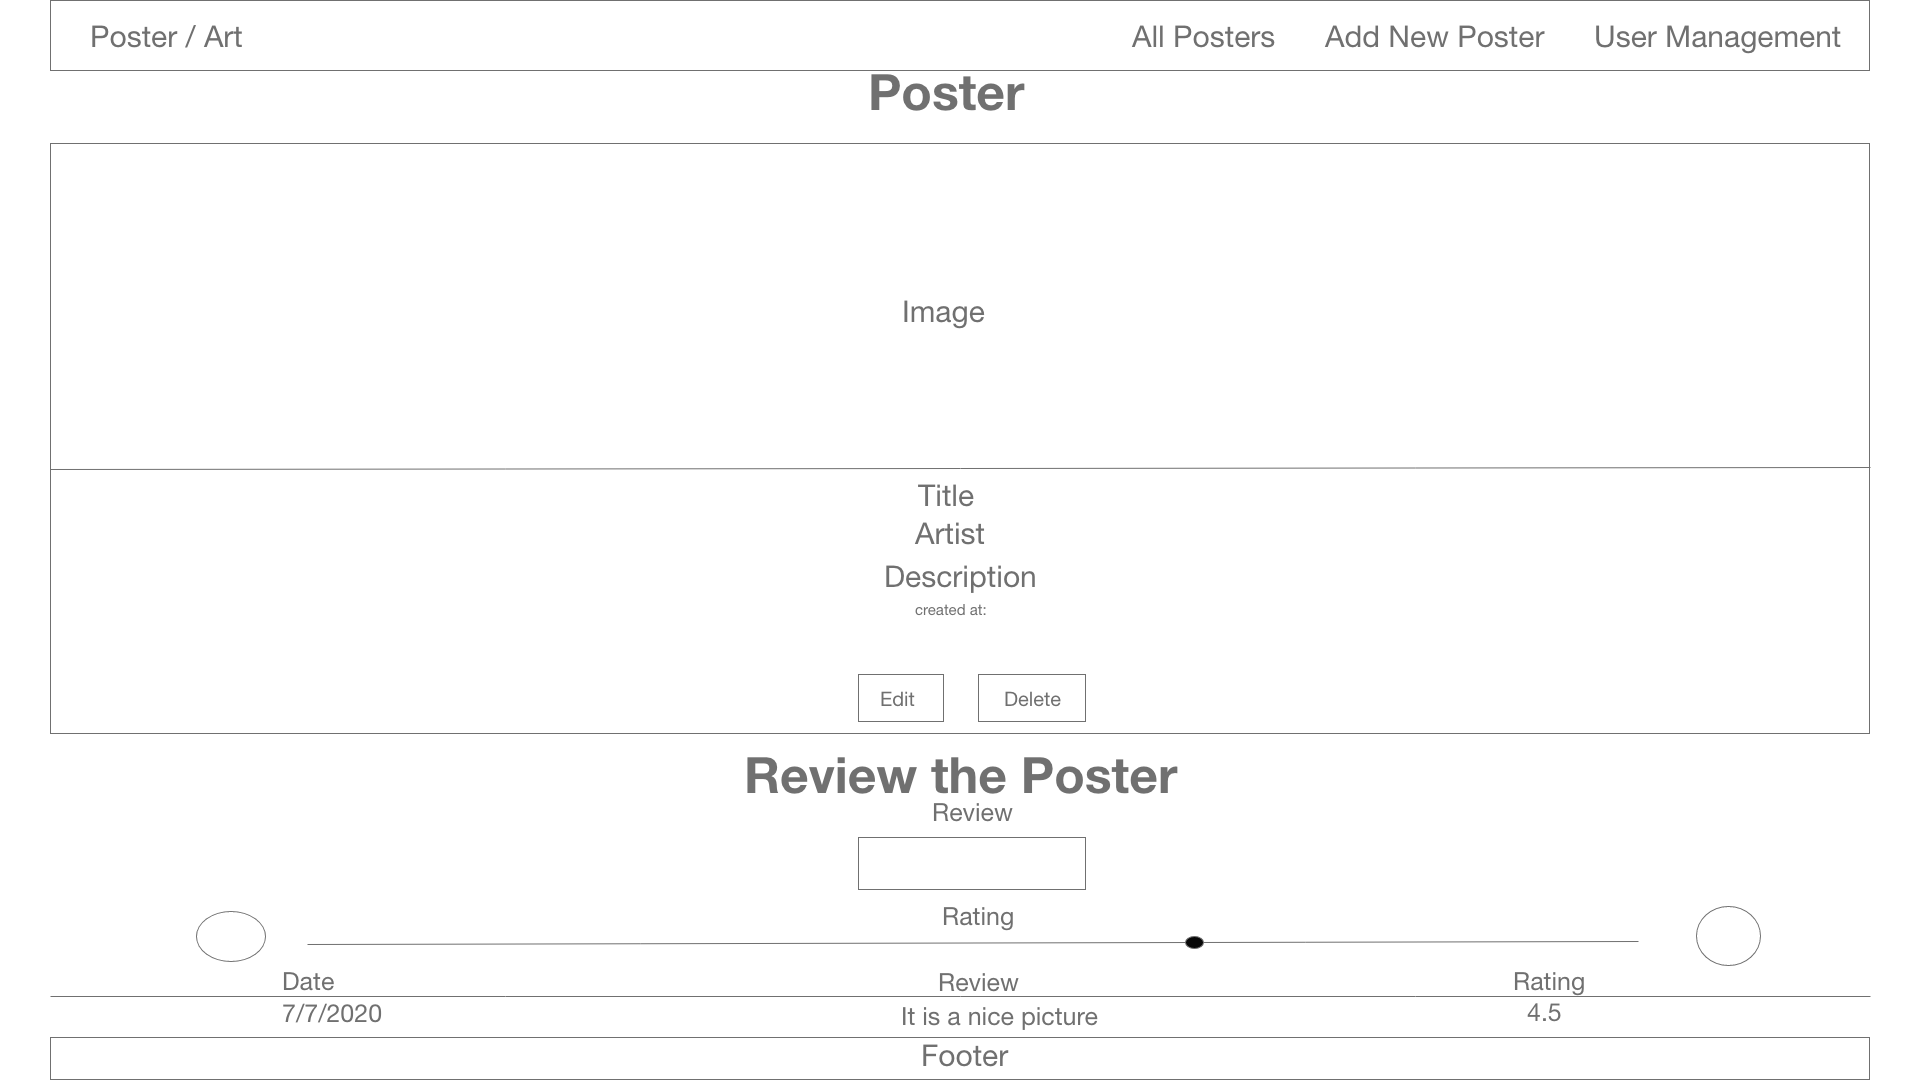 Poster / Art All Posters Add New Poster User Management
Poster
Image
Title
Artist
Description
created at:
Edit Delete
Review the Poster
Review
Rating
Date Review Rating
7/7/2020 It is a nice picture 4.5
Footer